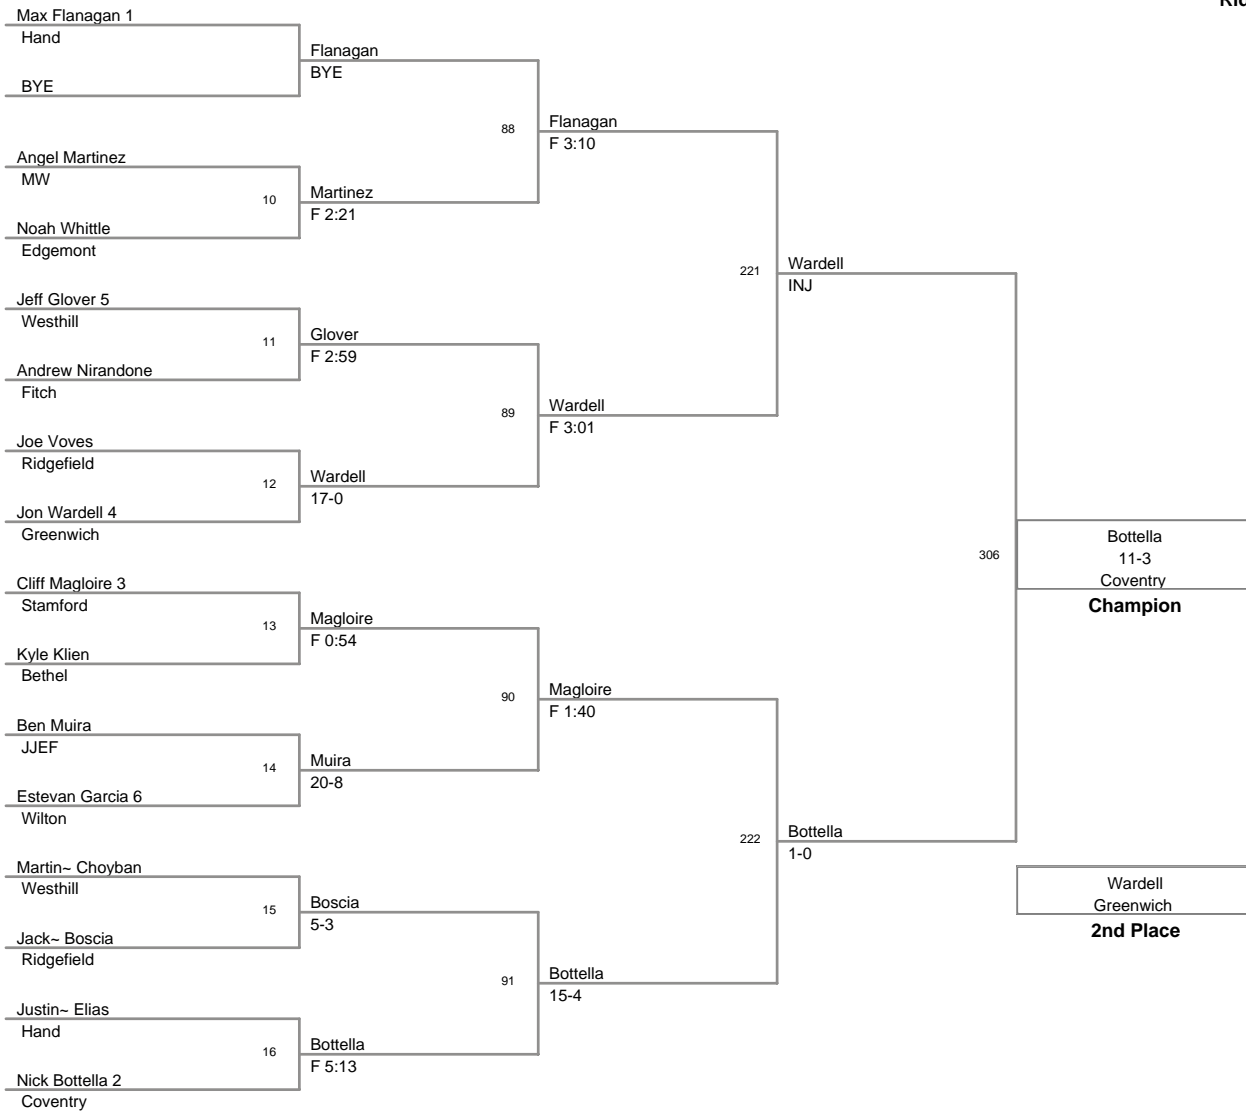 Max Flanagan 1
Hand
BYE
Angel Martinez
MW
Noah Whittle
Edgemont
Jeff Glover 5
Westhill
Andrew Nirandone
Fitch
Joe Voves
Ridgefield
Jon Wardell 4
Greenwich
Cliff Magloire 3
Stamford
Kyle Klien
Bethel
Ben Muira
JJEF
Estevan Garcia 6
Wilton
Martin~ Choyban
Westhill
Jack~ Boscia
Ridgefield
Justin~ Elias
Hand
Nick Bottella 2
Coventry
10
11
12
13
14
15
16
Flanagan
BYE
Martinez
F 2:21
Glover
F 2:59
Wardell
17-0
Magloire
F 0:54
Muira
20-8
Boscia
5-3
Bottella
F 5:13
88
89
90
91
Flanagan
F 3:10
Wardell
F 3:01
Magloire
F 1:40
Bottella
15-4
221
222
Wardell
INJ
Bottella
1-0
306
Bottella
11-3
Coventry
Champion
Wardell
Greenwich
2nd Place